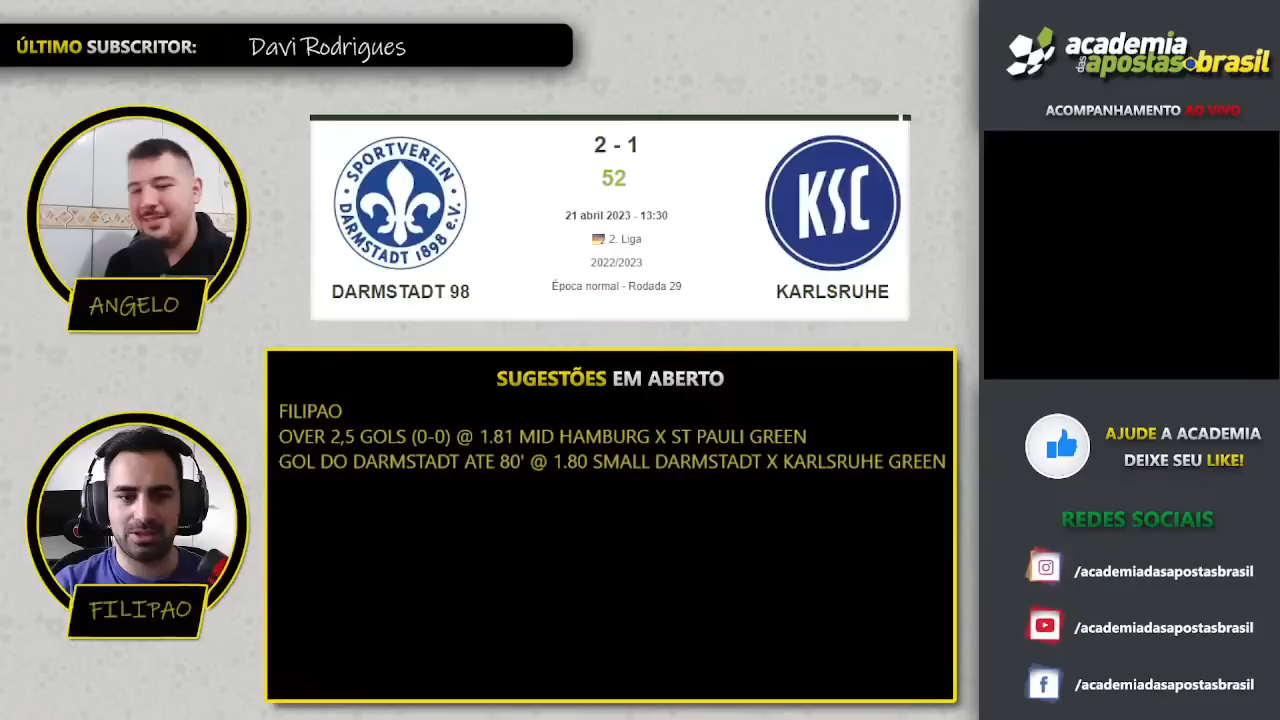 ÚLTIMO SUBSCRITOR: Davi Rodrigues
academia
das apostas brasil
ACOMPANHAMENTO AO VIVO
SPORTVEREIN
DARMSTADT 1898 e.V.
2 - 1
52
21 abril 2023 - 13:30
2. Liga
2022/2023
Época normal - Rodada 29
KSC
DARMSTADT 98
KARLSRUHE
ANGELO
SUGESTÕES EM ABERTO
FILIPAO
OVER 2,5 GOLS (0-0) @ 1.81 MID HAMBURG X ST PAULI GREEN
GOL DO DARMSTADT ATE 80' @ 1.80 SMALL DARMSTADT X KARLSRUHE GREEN
FILIPAO
AJUDE A ACADEMIA
DEIXE SEU LIKE!
REDES SOCIAIS
/academiadasapostasbrasil
/academiadasapostasbrasil
/academiadasapostasbrasil